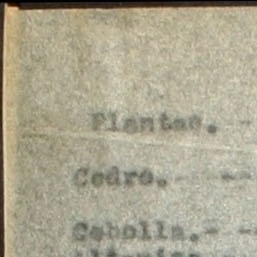 Plantas. -
Cedro. - --
Cebolla.- -